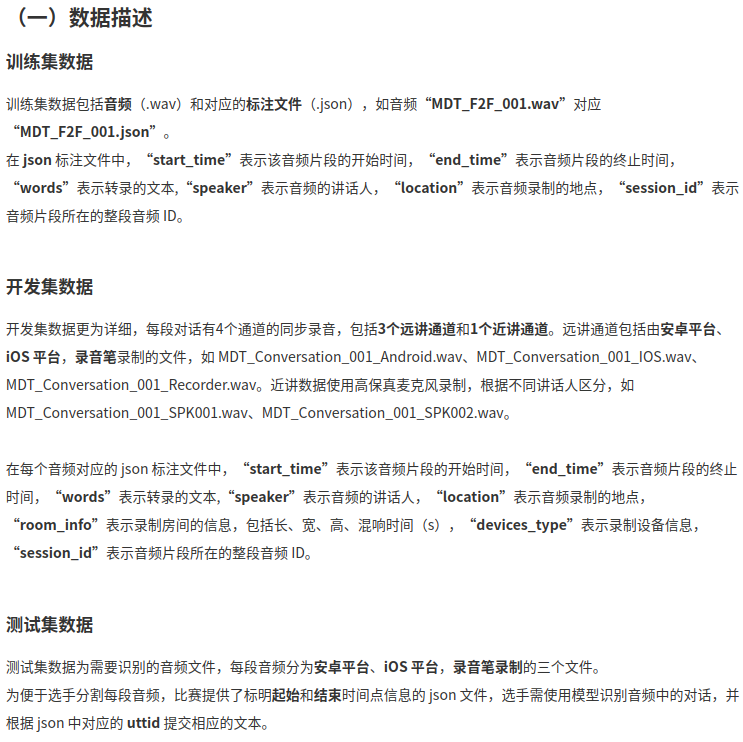 （一）数据描述
训练集数据
训练集数据包括音频（.wav）和对应的标注文件（.json），如音频“MDT_F2F_001.wav”对应
“MDT_F2F_001.json”。
在 json 标注文件中，“start_time”表示该音频片段的开始时间，“end_time”表示音频片段的终止时间，
“words”表示转录的文本，“speaker”表示音频的讲话人，“location”表示音频录制的地点，“session_id”表示
音频片段所在的整段音频 ID。
开发集数据
开发集数据更为详细，每段对话有4个通道的同步录音，包括3个远讲通道和1个近讲通道。远讲通道包括由安卓平台、
iOS 平台，录音笔录制的文件，如 MDT_Conversation_001_Android.wav、MDT_Conversation_001_IOS.wav、
MDT_Conversation_001_Recorder.wav。近讲数据使用高保真麦克风录制，根据不同讲话人区分，如
MDT_Conversation_001_SPK001.wav、MDT_Conversation_001_SPK002.wav。
在每个音频对应的 json 标注文件中，“start_time”表示该音频片段的开始时间，“end_time”表示音频片段的终止
时间，“words”表示转录的文本，“speaker”表示音频的讲话人，“location”表示音频录制的地点，
“room_info”表示录制房间的信息，包括长、宽、高、混响时间（s），“devices_type”表示录制设备信息，
“session_id”表示音频片段所在的整段音频 ID。
测试集数据
测试集数据为需要识别的音频文件，每段音频分为安卓平台、iOS 平台，录音笔录制的三个文件。
为便于选手分割每段音频，比赛提供了标明起始和结束时间点信息的 json 文件，选手需使用模型识别音频中的对话，并
根据 json 中对应的 uttid 提交相应的文本。